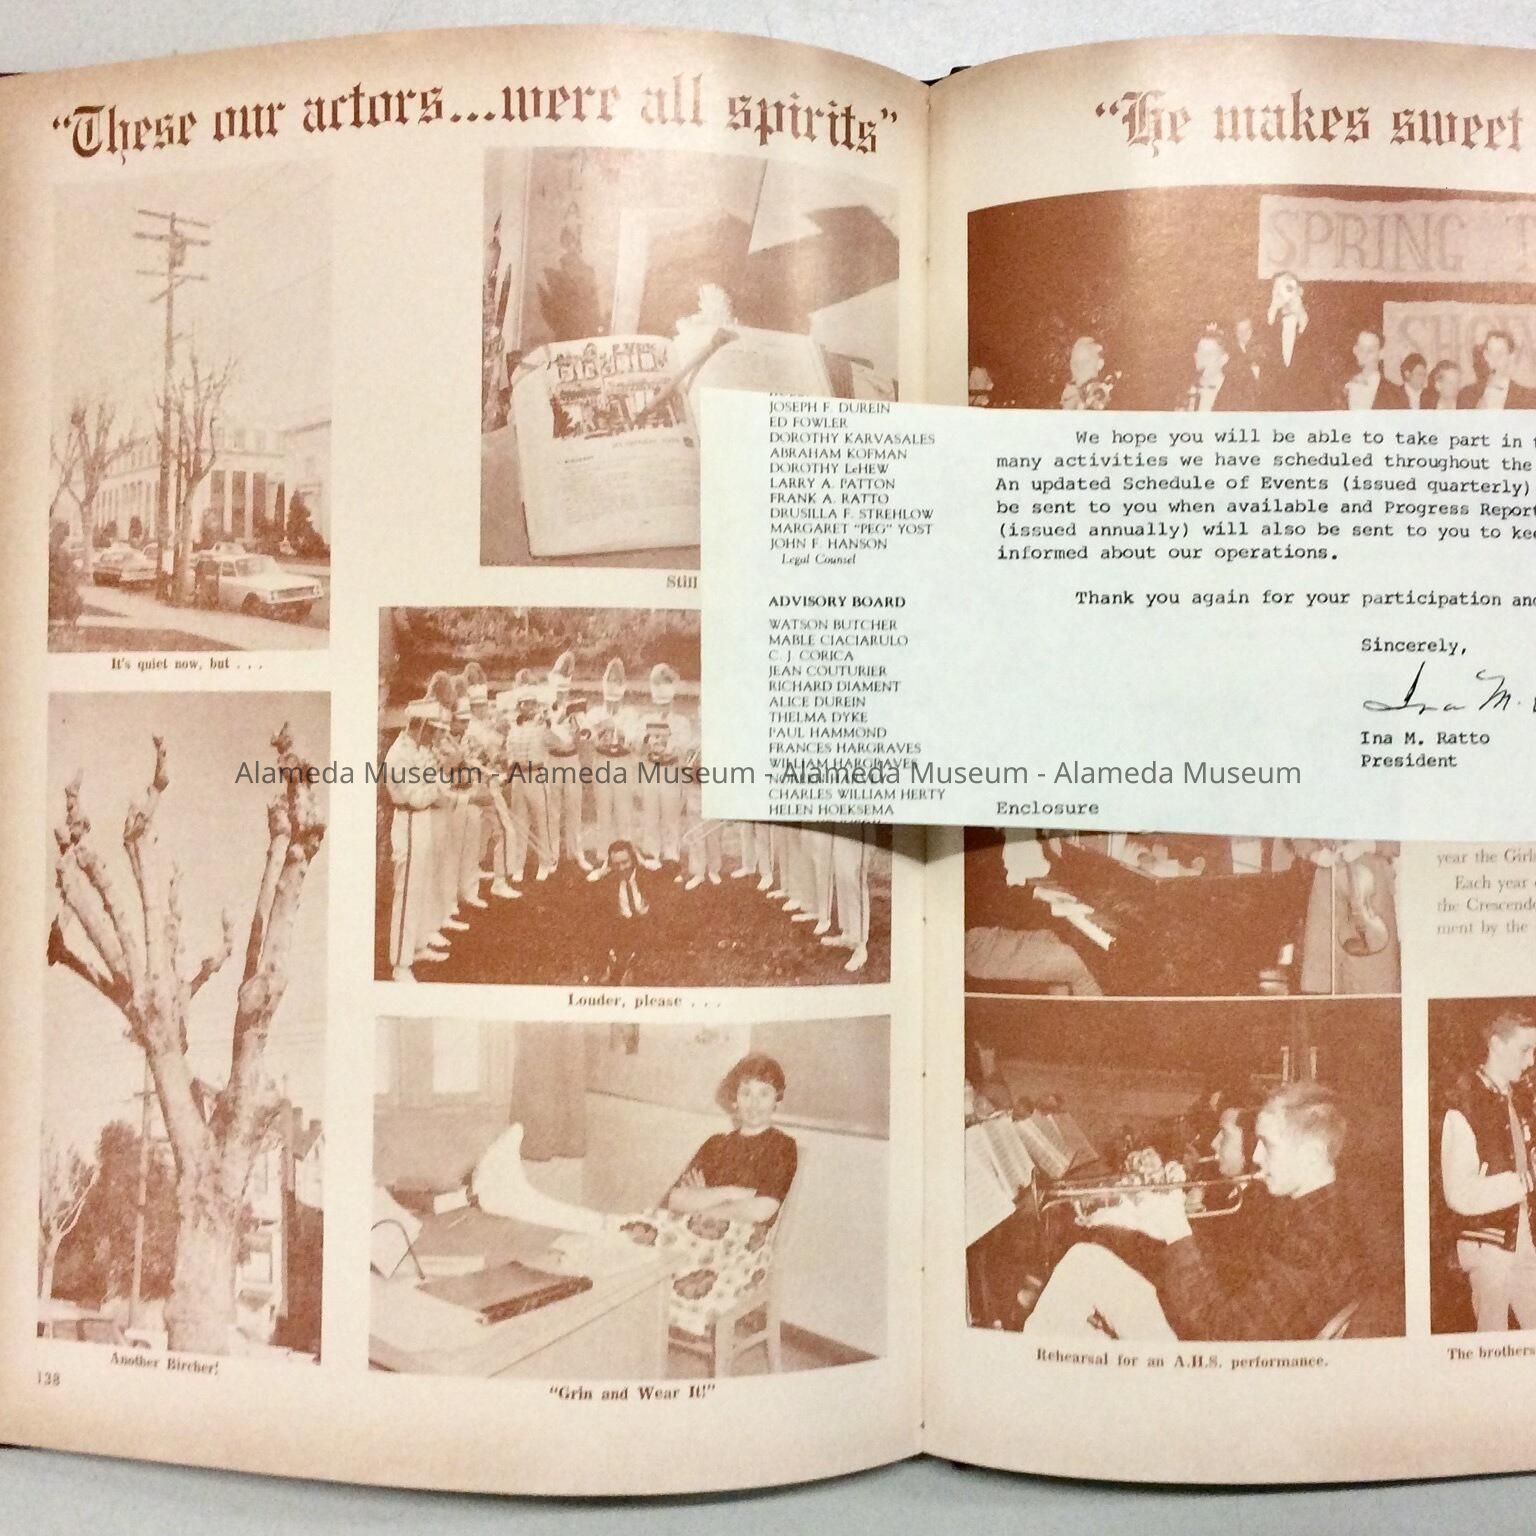 "These our actors...were all spirits"
It's quiet now, but . . .
Another Bircher!
138
Still
Louder, please . . .
"Grin and Wear It!"
"He makes sweet
SPRING
SHOW
JOSEPH F. DUREIN
ED FOWLER
DOROTHY KARVASALES
ABRAHAM KOFMAN
DOROTHY LeHEW
LARRY A. PATTON
FRANK A. RATTO
DRUSILLA F. STREHLOW
MARGARET "PEG" YOST
JOHN F. HANSON
Legal Counsel
ADVISORY BOARD
WATSON BUTCHER
MABLE CIACIARULO
C. J. CORICA
JEAN COUTURIER
RICHARD DIAMENT
ALICE DUREIN
THELMA DYKE
PAUL HAMMOND
FRANCES HARGRAVES
WILLIAM HARGRAVES
CHARLES WILLIAM HERTY
HELEN HOEKSEMA
We hope you will be able to take part in
many activities we have scheduled throughout the
An updated Schedule of Events (issued quarterly)
be sent to you when available and Progress Report
(issued annually) will also be sent to you to
informed about our operations.
Thank you again for your participation and
Sincerely,
Ina M.
Ina M. Ratto
President
Enclosure
Alameda Museum - Alameda Museum - Alameda Museum - Alameda Museum
year the
Each year
the
ment by the
Rehearsal for an A.H.S. performance.
The brothers